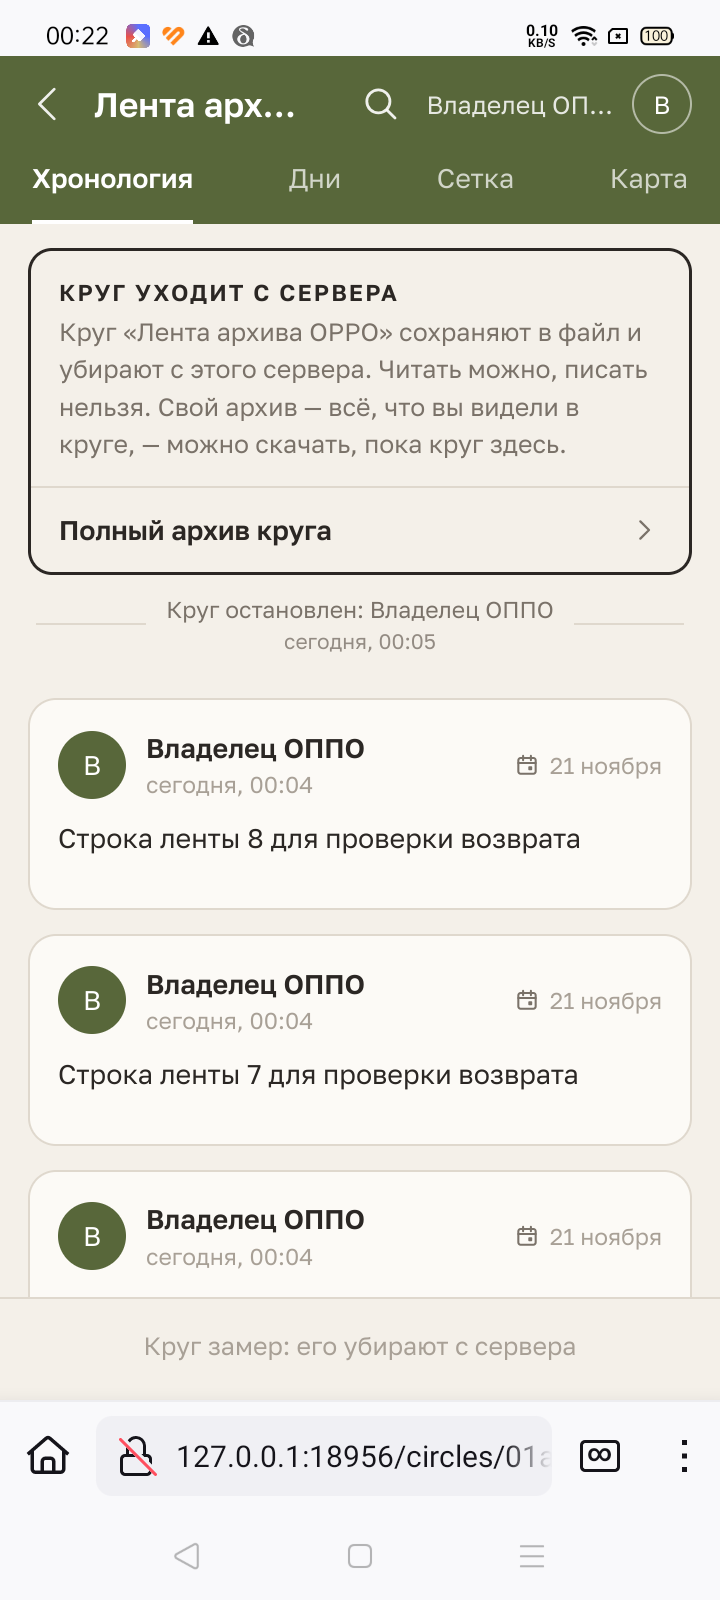 00:22
0.10 KB/S
100
Лента арх...
Владелец ОП...
В
Хронология
Дни
Сетка
Карта
КРУГ УХОДИТ С СЕРВЕРА
Круг «Лента архива OPPO» сохраняют в файл и
убирают с этого сервера. Читать можно, писать
нельзя. Свой архив — всё, что вы видели в
круге, — можно скачать, пока круг здесь.
Полный архив круга
Круг остановлен: Владелец ОППО
сегодня, 00:05
В
Владелец ОППО
сегодня, 00:04
21 ноября
Строка ленты 8 для проверки возврата
В
Владелец ОППО
сегодня, 00:04
21 ноября
Строка ленты 7 для проверки возврата
В
Владелец ОППО
сегодня, 00:04
21 ноября
Круг замер: его убирают с сервера
127.0.0.1:18956/circles/01a